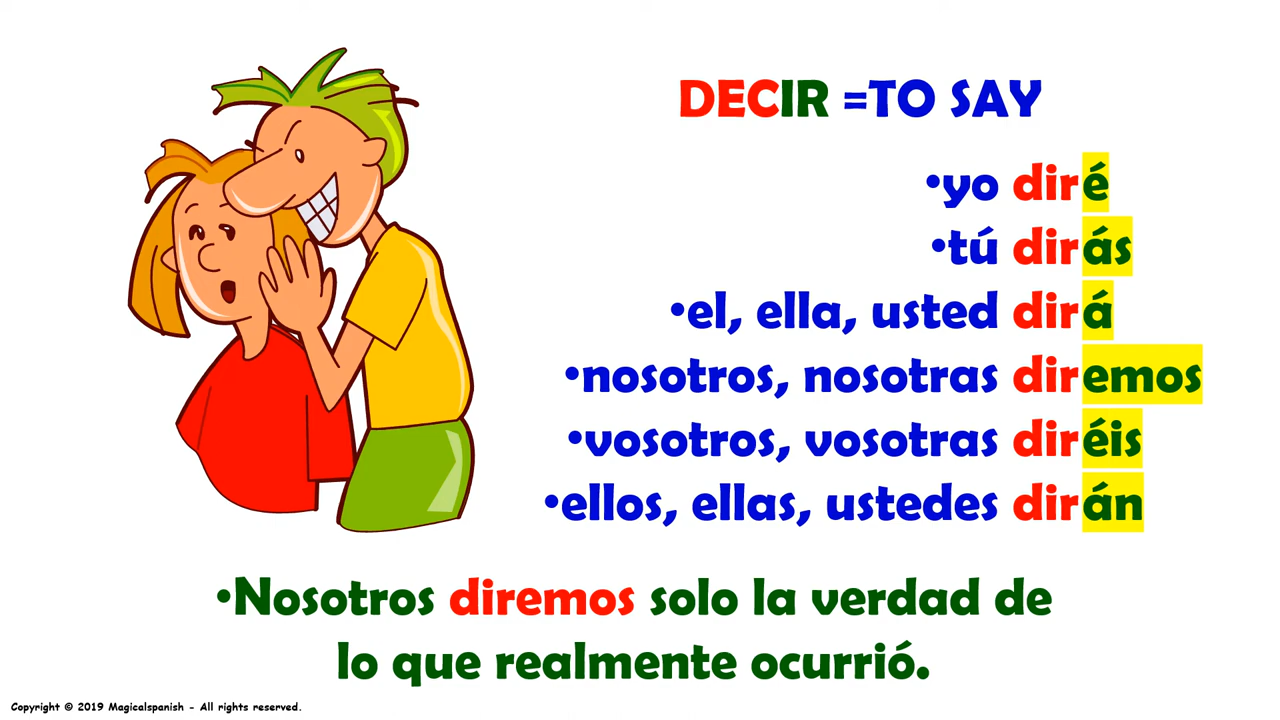 DECIR =TO SAY
•yo diré
•tú dirás
•el, ella, usted dirá
•nosotros, nosotras diremos
•vosotros, vosotras diréis
•ellos, ellas, ustedes dirán
•Nosotros diremos solo la verdad de
lo que realmente ocurrió.
Copyright © 2019 Magicalspanish - All rights reserved.